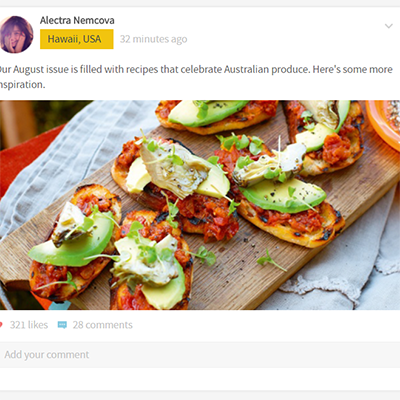 Alectra Nemcova
Hawaii, USA 32 minutes ago
Our August issue is filled with recipes that celebrate Australian produce. Here's some more
inspiration.
321 likes 28 comments
Add your comment